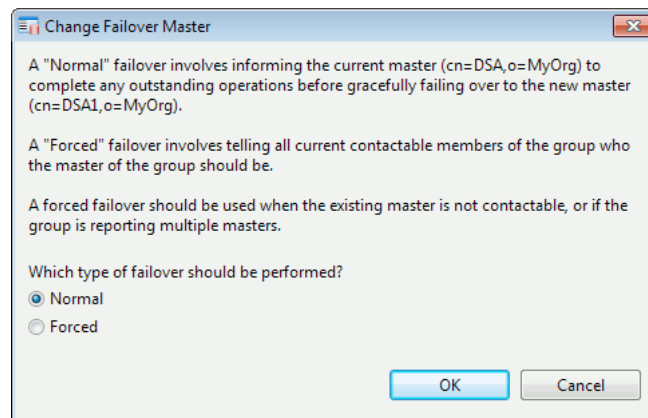 Change Failover Master
A "Normal" failover involves informing the current master (cn=DSA,o=MyOrg) to
complete any outstanding operations before gracefully failing over to the new master
(cn=DSA1,o=MyOrg).
A "Forced" failover involves telling all current contactable members of the group who
the master of the group should be.
A forced failover should be used when the existing master is not contactable, or if the
group is reporting multiple masters.
Which type of failover should be performed?
Normal
Forced
OK
Cancel